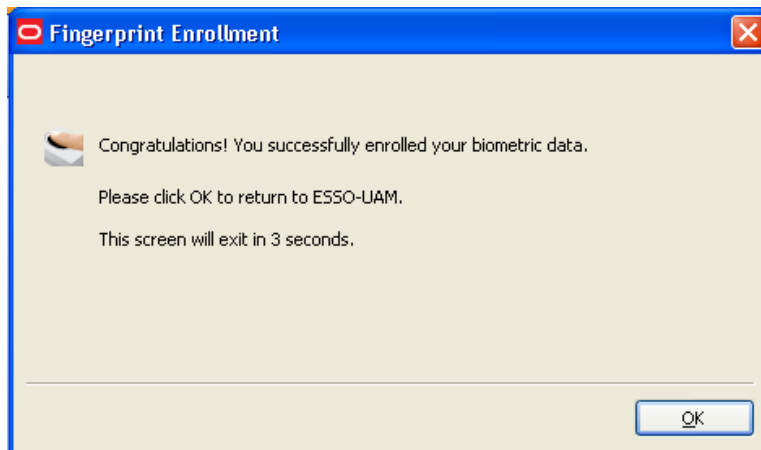 Fingerprint Enrollment
Congratulations! You successfully enrolled your biometric data.
Please click OK to return to ESSO-UAM.
This screen will exit in 3 seconds.
OK